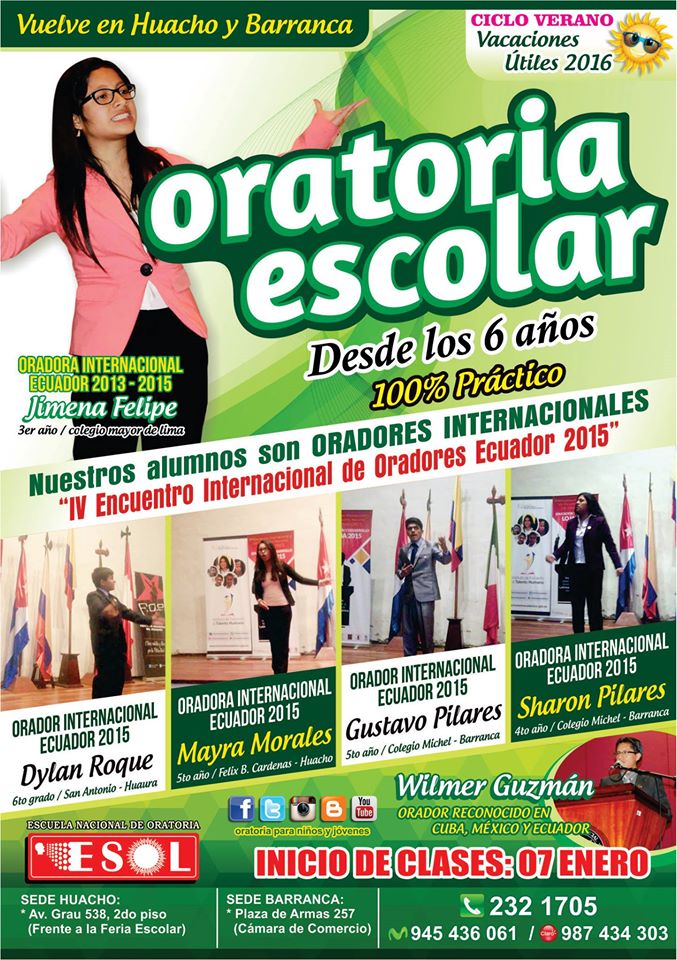 Vuelve en Huacho y Barranca
CICLO VERANO
Vacaciones
Útiles 2016
oratoria
escolar
Desde los 6 años
100% Práctico
ORADORA INTERNACIONAL
ECUADOR 2013 - 2015
Jímena Felipe
3er año / colegio mayor de lima
Nuestros alumnos son ORADORES INTERNACIONALES
"IV Encuentro Internacional de Oradores Ecuador 2015"
ORADOR INTERNACIONAL
ECUADOR 2015
Dylan Roque
6to grado / San Antonio - Huaura
ORADORA INTERNACIONAL
ECUADOR 2015
Mayra Morales
5to año / Felix B. Cardenas - Huacho
ORADOR INTERNACIONAL
ECUADOR 2015
Gustavo Pilares
5to año / Colegio Michel - Barranca
ORADORA INTERNACIONAL
ECUADOR 2015
Sharon Pilares
4to año / Colegio Michel - Barranca
Wilmer Guzmán
ORADOR RECONOCIDO EN
CUBA, MÉXICO Y ECUADOR
You
Tube
oratoria para niños y jóvenes
ESCUELA NACIONAL DE ORATORIA
ESOL
INICIO DE CLASES: 07 ENERO
SEDE HUACHO:
* Av. Grau 538, 2do piso
(Frente a la Feria Escolar)
SEDE BARRANCA:
* Plaza de Armas 257
(Cámara de Comercio)
232 1705
945 436 061 / Claro 987 434 303